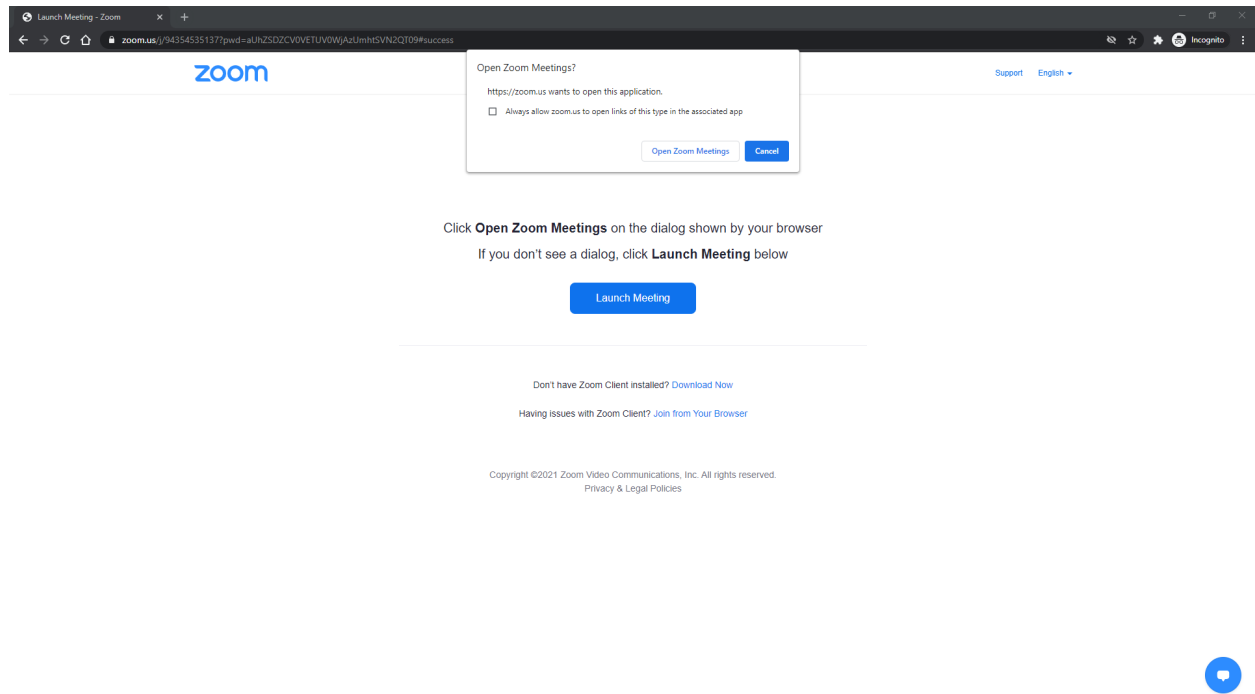 Launch Meeting - Zoom
zoom.us/j/94354535137?pwd=aUhZSDZCV0VETUV0WjAzUmhtSVN2QT09#success
Incognito
zoom
Support English
Open Zoom Meetings?
https://zoom.us wants to open this application.
Always allow zoom.us to open links of this type in the associated app
Open Zoom Meetings Cancel
Click Open Zoom Meetings on the dialog shown by your browser
If you don't see a dialog, click Launch Meeting below
Launch Meeting
Don't have Zoom Client installed? Download Now
Having issues with Zoom Client? Join from Your Browser
Copyright ©2021 Zoom Video Communications, Inc. All rights reserved.
Privacy & Legal Policies